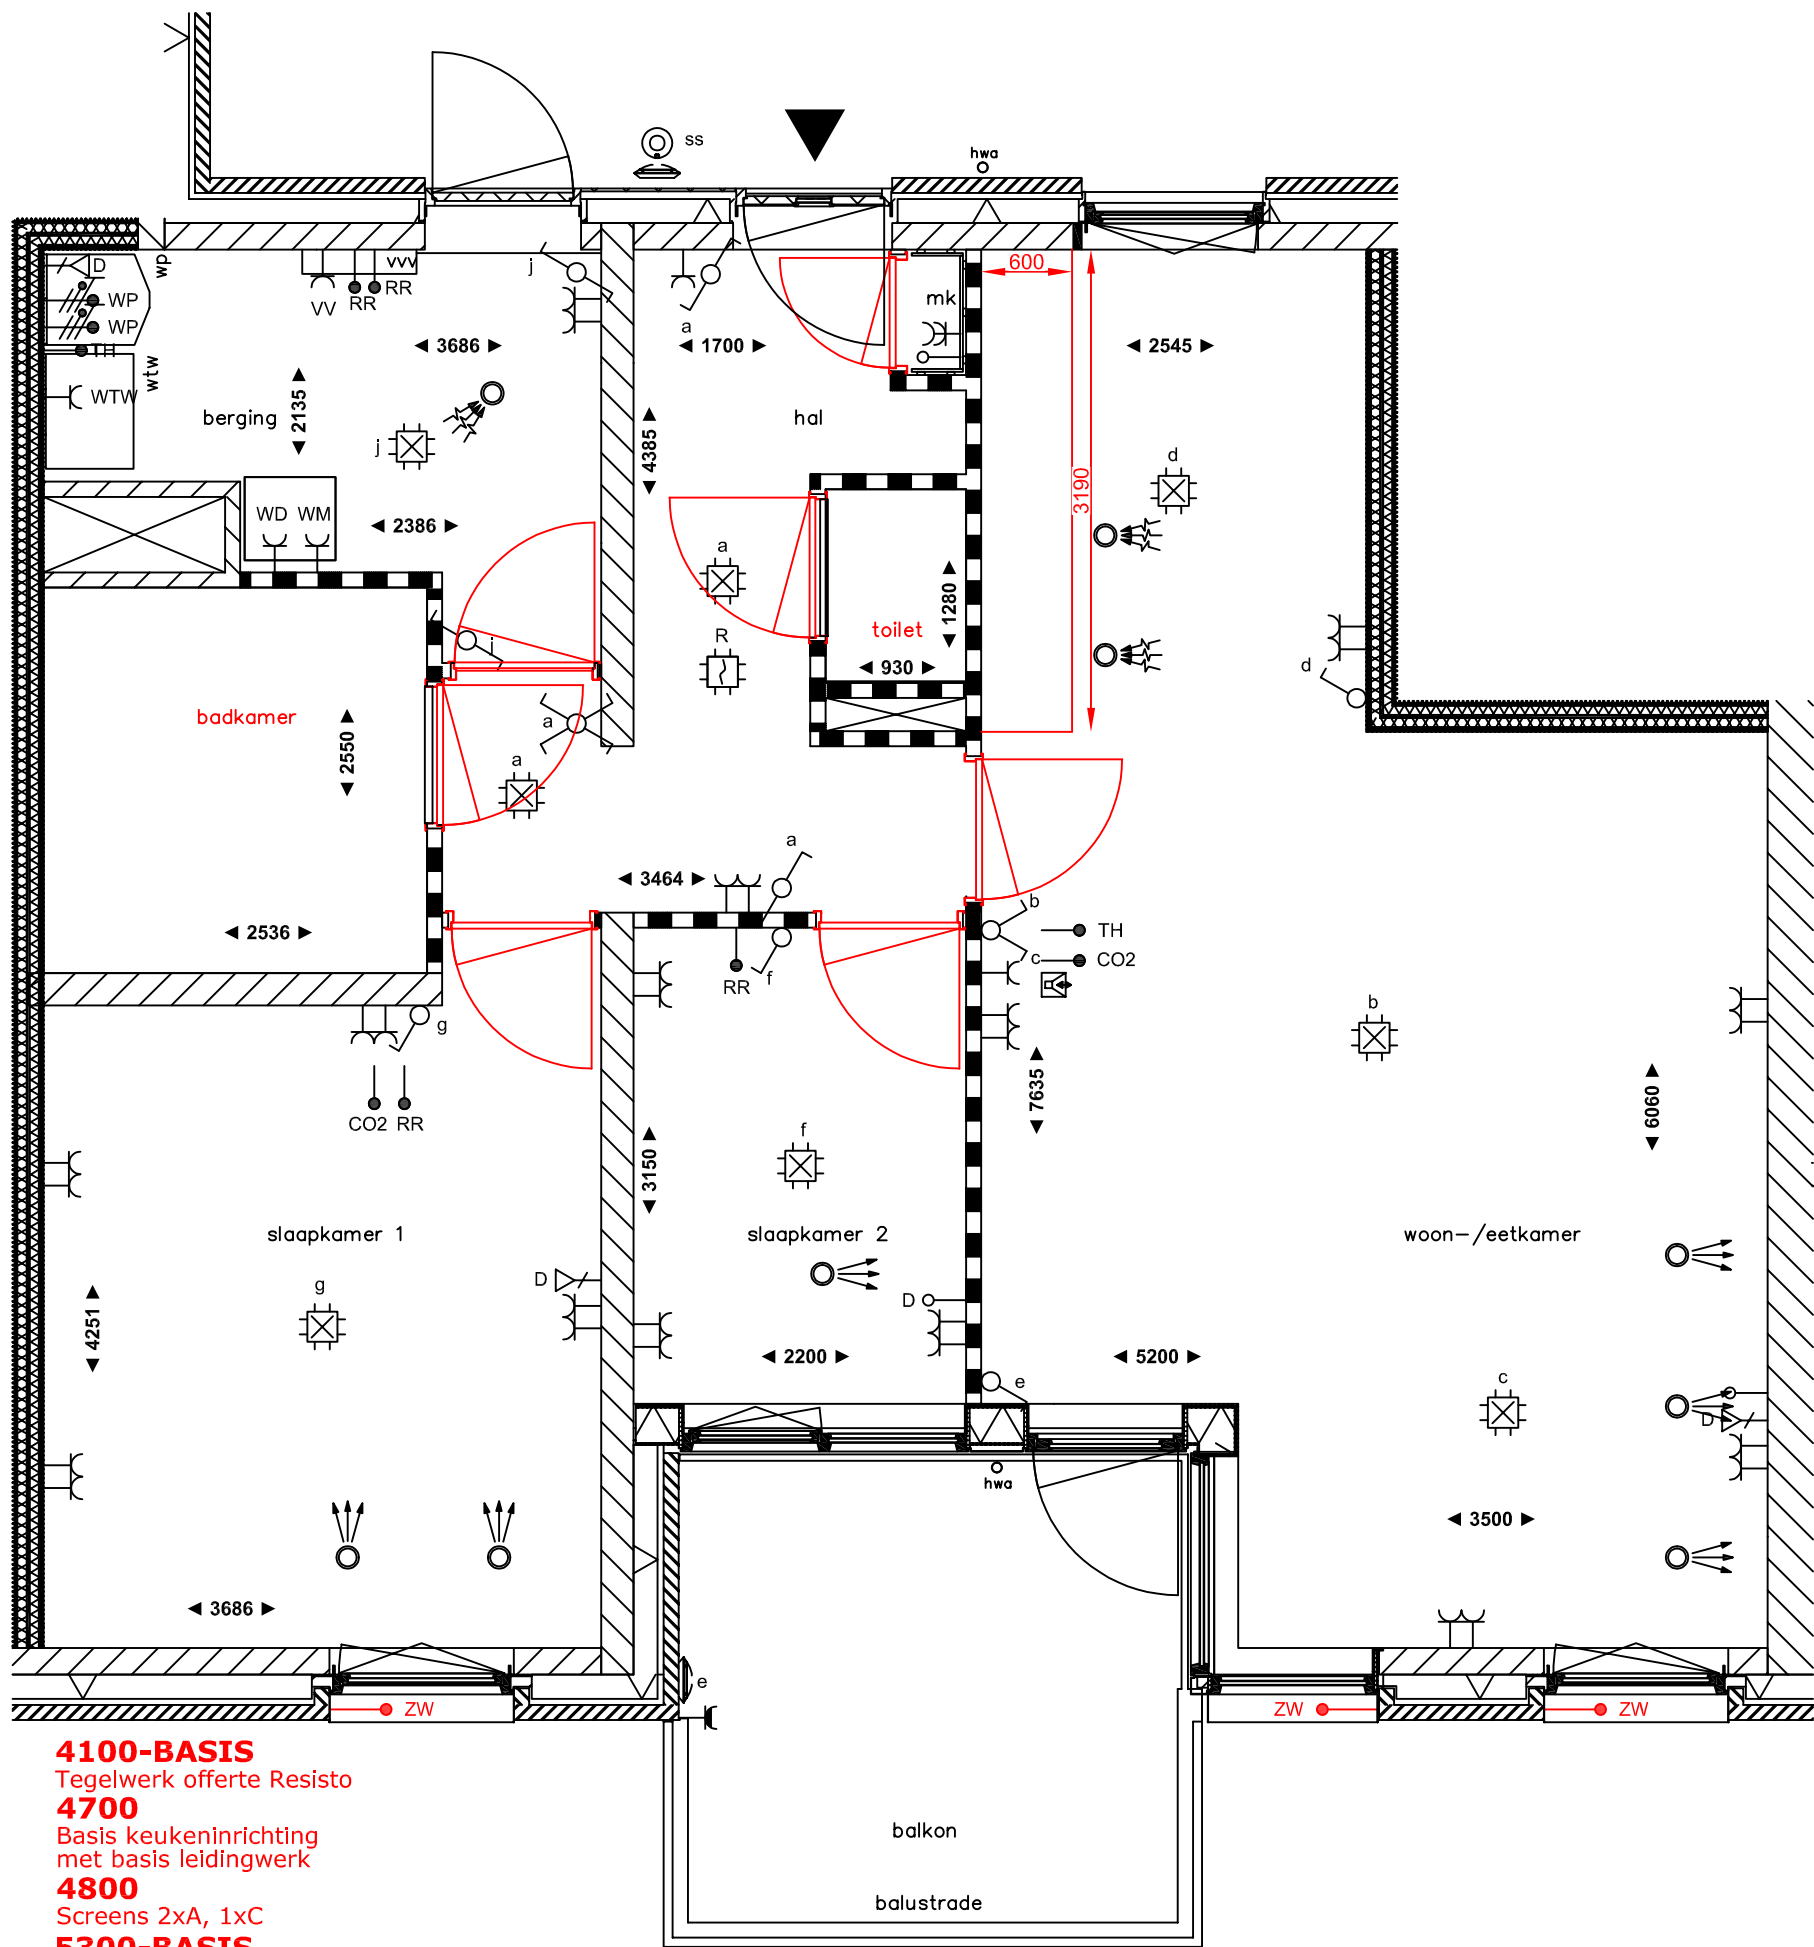 ss
hwa
D
wp
WP
WP
TH
wtw
WTW
VV
RR
RR
vvv
j
3686
a
1700
mk
600
2545
berging
2135
j
4385
hal
3190
d
WD WM
2386
a
1280
toilet
R
930
j
d
badkamer
2550
a
a
a
3464
2536
b
TH
c
CO2
RR
f
g
b
CO2 RR
7635
6060
3150
f
slaapkamer 1
slaapkamer 2
woon-/eetkamer
D
g
D
4251
2200
5200
e
c
D
hwa
3500
3686
e
ZW
ZW
ZW
4100-BASIS
Tegelwerk offerte Resisto
4700
Basis keukeninrichting
met basis leidingwerk
4800
Screens 2xA, 1xC
5300-BASIS
balkon
balustrade